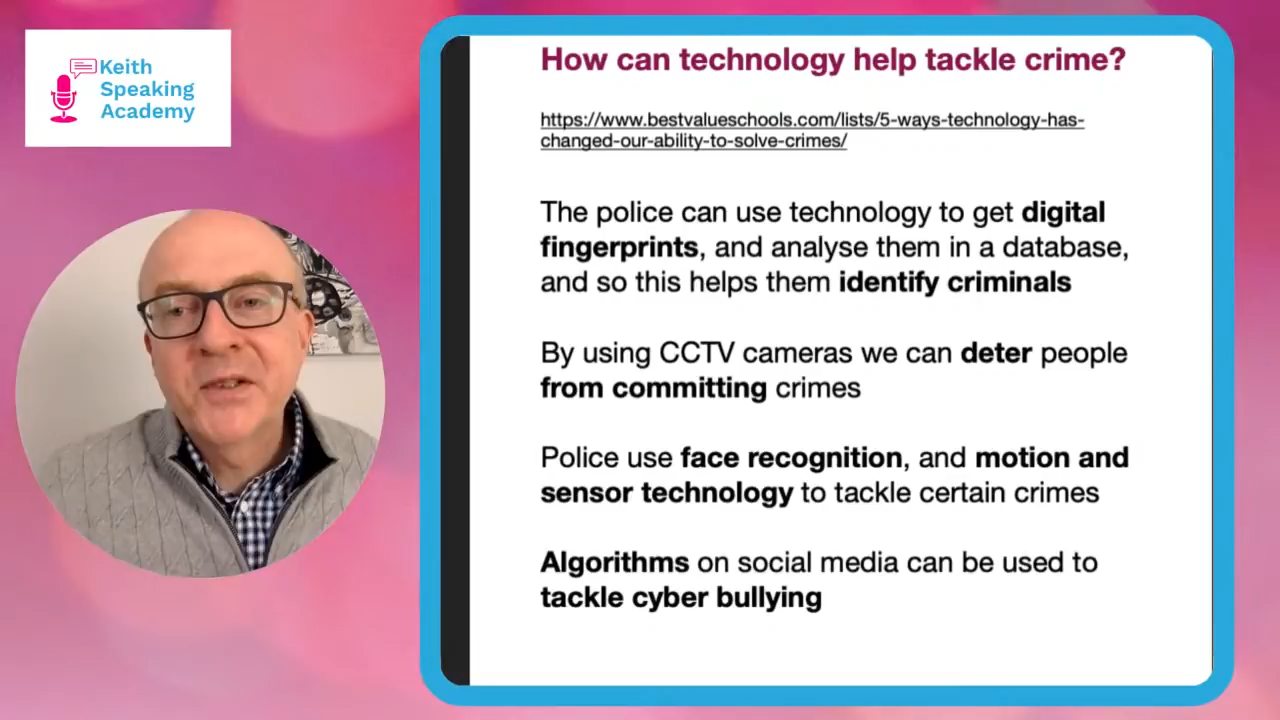 Keith
Speaking
Academy
How can technology help tackle crime?
https://www.bestvalueschools.com/lists/5-ways-technology-has-
changed-our-ability-to-solve-crimes/
The police can use technology to get digital
fingerprints, and analyse them in a database,
and so this helps them identify criminals
By using CCTV cameras we can deter people
from committing crimes
Police use face recognition, and motion and
sensor technology to tackle certain crimes
Algorithms on social media can be used to
tackle cyber bullying